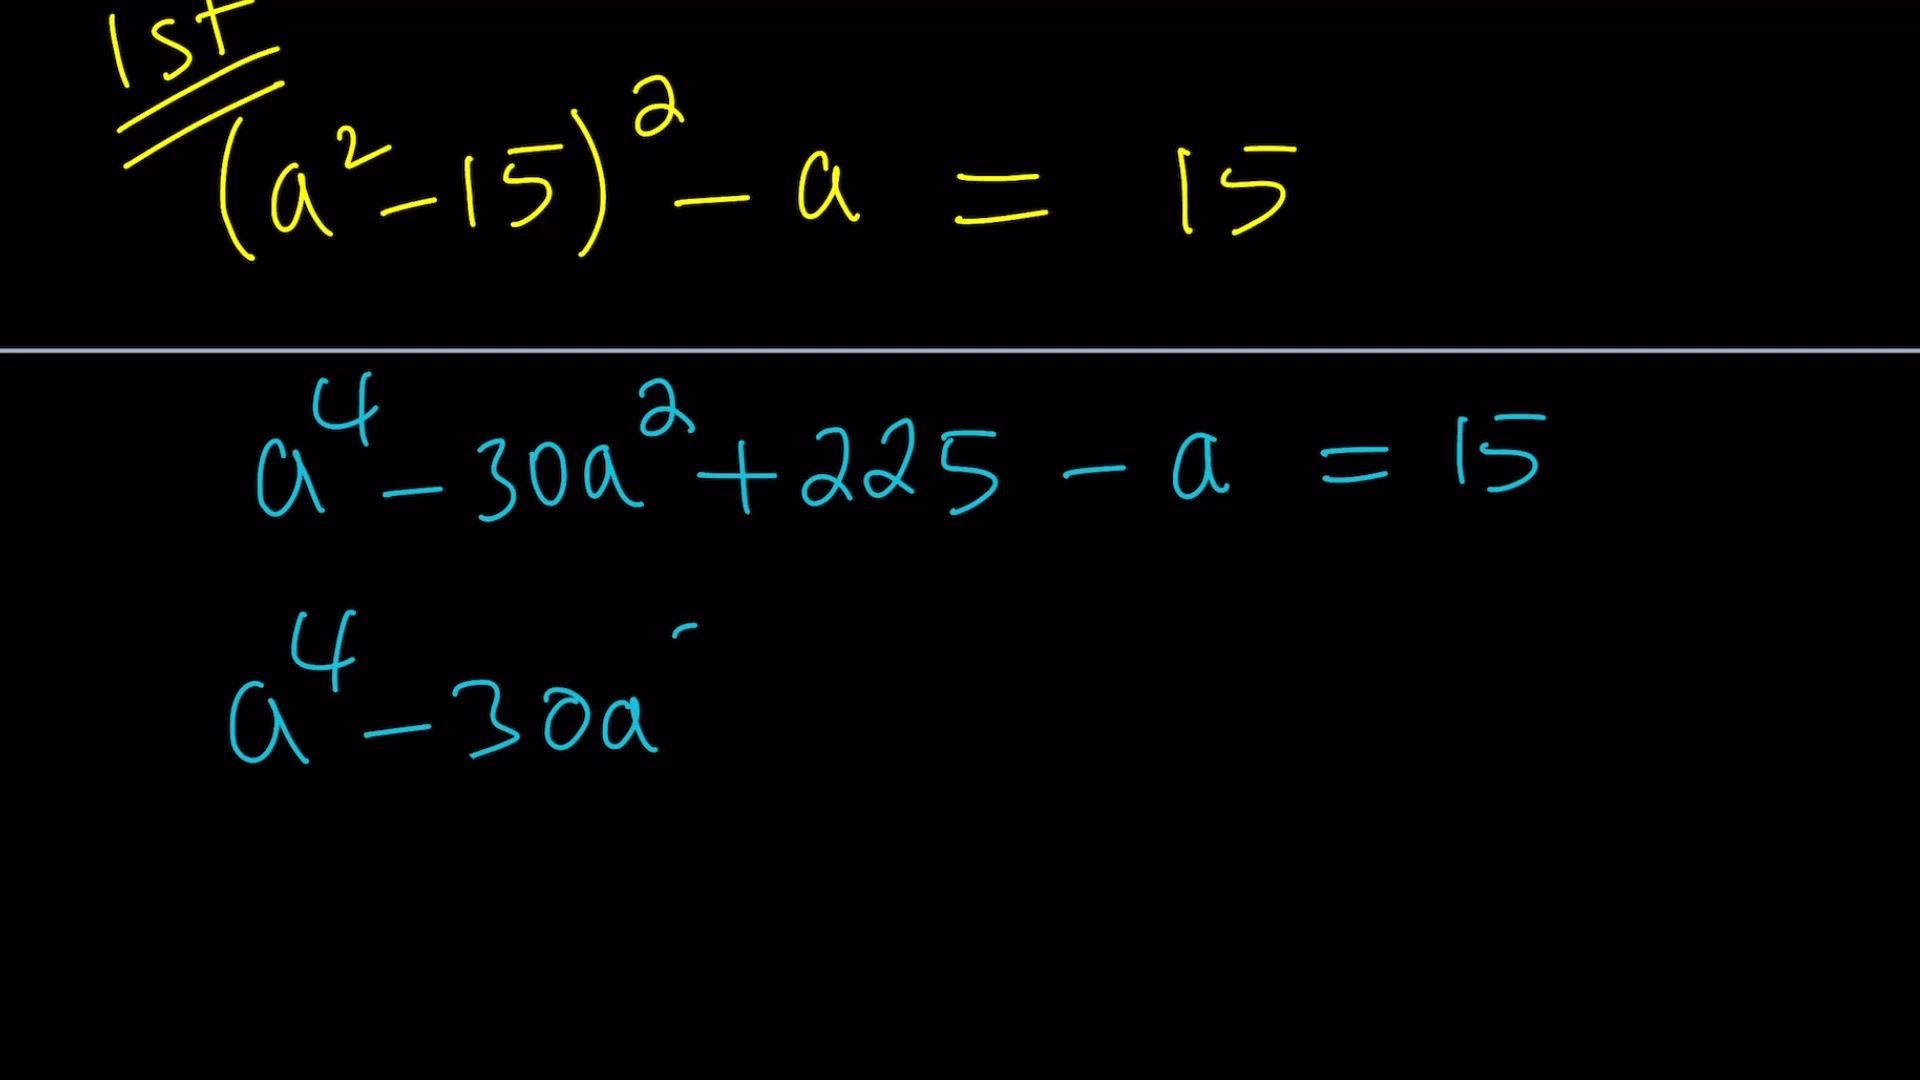 1st
(a² - 15)² - a = 15
a⁴ - 30a² + 225 - a = 15
a⁴ - 30a